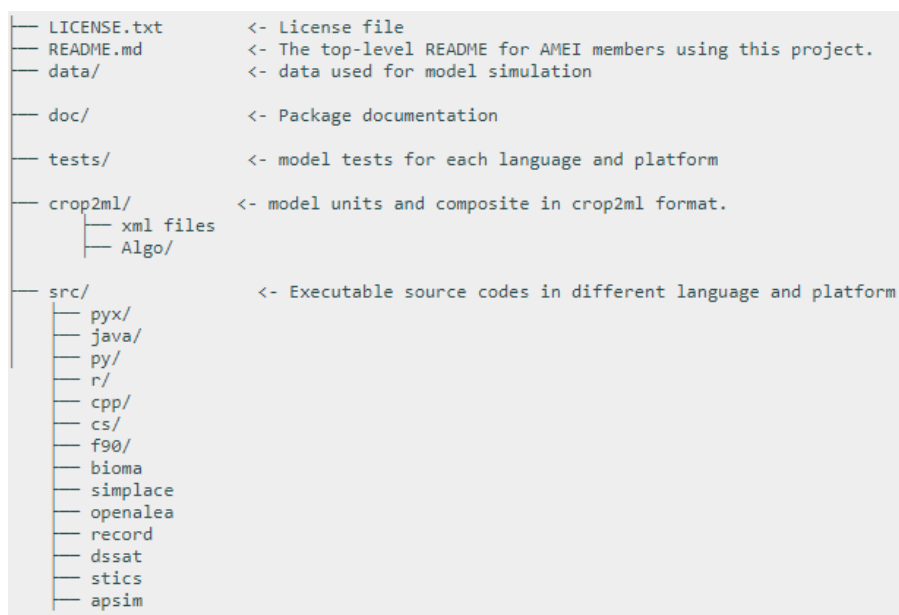 ├── LICENSE.txt          <- License file
├── README.md            <- The top-level README for AMEI members using this project.
├── data/                <- data used for model simulation
├── doc/                 <- Package documentation
├── tests/               <- model tests for each language and platform
├── crop2ml/            <- model units and composite in crop2ml format.
       ├── xml files
       ├── Algo/
├── src/                  <- Executable source codes in different language and platform
    ├── pyx/
    ├── java/
    ├── py/
    ├── r/
    ├── cpp/
    ├── cs/
    ├── f90/
    ├── bioma
    ├── simplace
    ├── openalea
    ├── record
    ├── dssat
    ├── stics
    ├── apsim